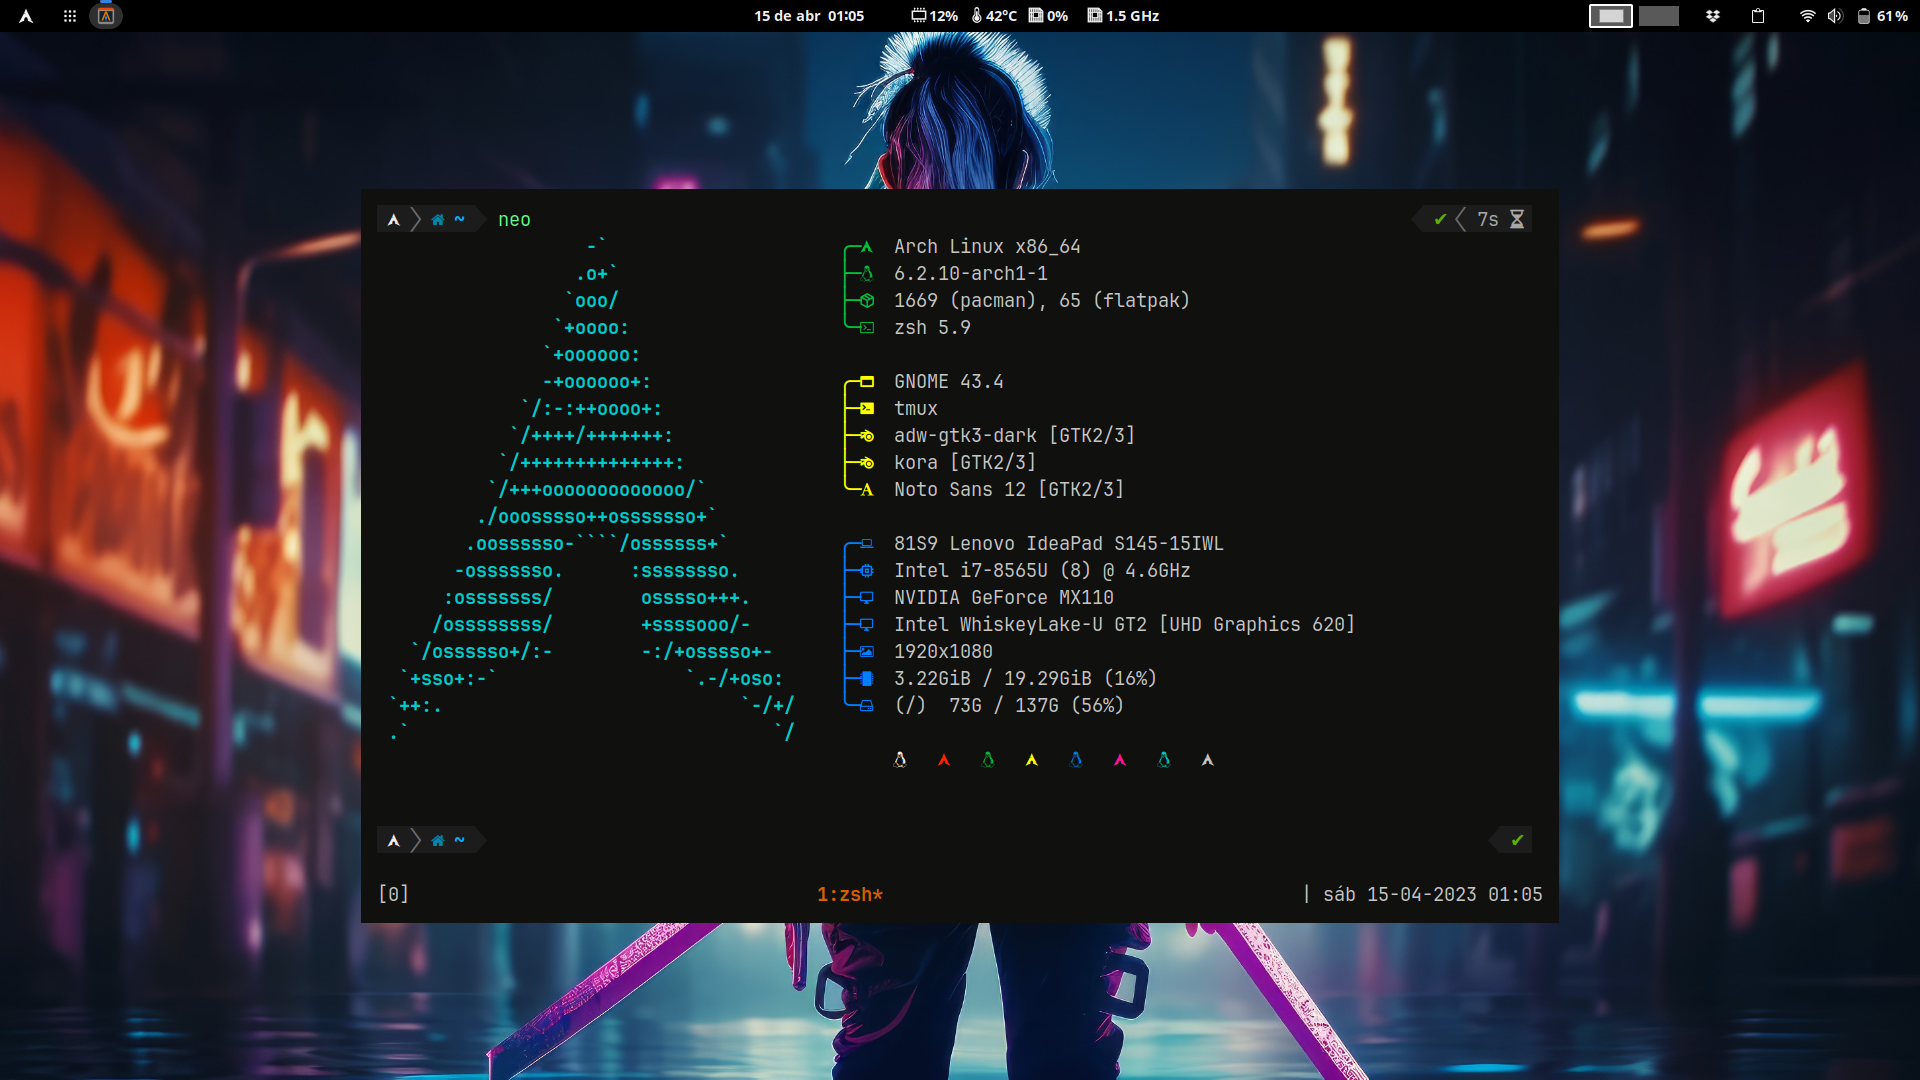 15 de abr 01:05 12% 42°C 0% 1.5 GHz 61%
~ neo ✔ 7s
-`
.o+`
`ooo/
`+oooo:
`+oooooo:
-+oooooo+:
`/:-:++oooo+:
`/++++/+++++++:
`/++++++++++++++:
`/+++ooooooooooooo/`
./ooosssso++osssssso+`
.oossssso-````/ossssss+`
-osssssso. :ssssssso.
:osssssss/ osssso+++.
/ossssssss/ +ssssooo/-
`/ossssso+/:- -:/+osssso+-
`+sso+:-` `.-/+oso:
`++:. `-/+/
.` `/
Arch Linux x86_64
6.2.10-arch1-1
1669 (pacman), 65 (flatpak)
zsh 5.9
GNOME 43.4
tmux
adw-gtk3-dark [GTK2/3]
kora [GTK2/3]
Noto Sans 12 [GTK2/3]
81S9 Lenovo IdeaPad S145-15IWL
Intel i7-8565U (8) @ 4.6GHz
NVIDIA GeForce MX110
Intel WhiskeyLake-U GT2 [UHD Graphics 620]
1920x1080
3.22GiB / 19.29GiB (16%)
(/) 73G / 137G (56%)
~ ✔
[0] 1:zsh* | sáb 15-04-2023 01:05